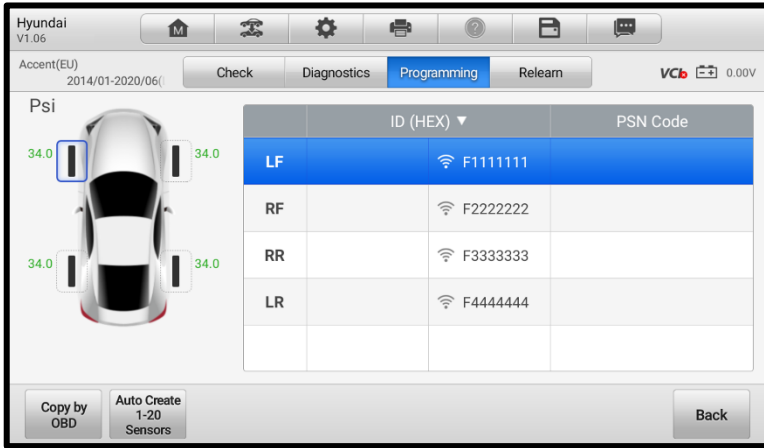 Hyundai
V1.06
M
?
Accent(EU)
2014/01-2020/06(
Check
Diagnostics
Programming
Relearn
VCI
0.00V
Psi
34.0
34.0
34.0
34.0
ID (HEX) ▼
PSN Code
LF F1111111
RF F2222222
RR F3333333
LR F4444444
Copy by
OBD
Auto Create
1-20
Sensors
Back